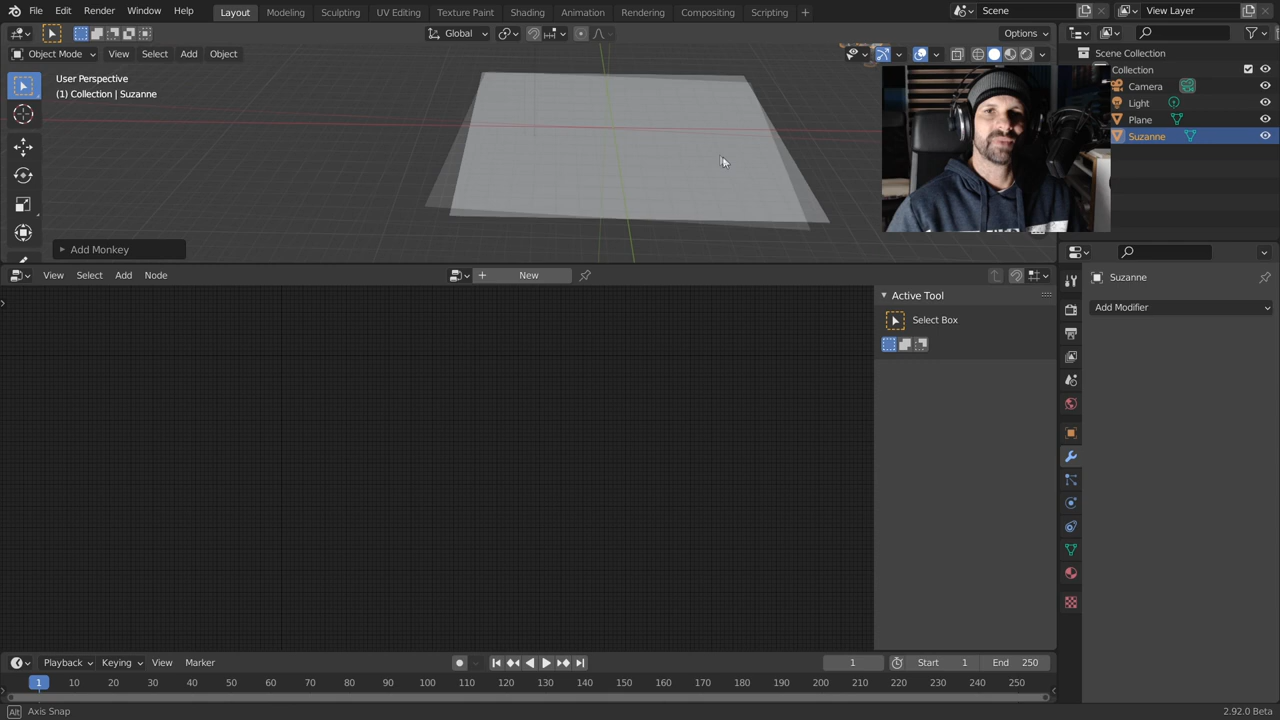 File Edit Render Window Help Layout Modeling Sculpting UV Editing Texture Paint Shading Animation Rendering Compositing Scripting + Scene View Layer
Global Options
Object Mode View Select Add Object
Scene Collection
Collection
Camera
Light
Plane
Suzanne
User Perspective
(1) Collection | Suzanne
Add Monkey
View Select Add Node + New
Suzanne
Add Modifier
Active Tool
Select Box
Playback Keying View Marker 1 Start 1 End 250
1 10 20 30 40 50 60 70 80 90 100 110 120 130 140 150 160 170 180 190 200 210 220 230 240 250
Alt Axis Snap 2.92.0 Beta